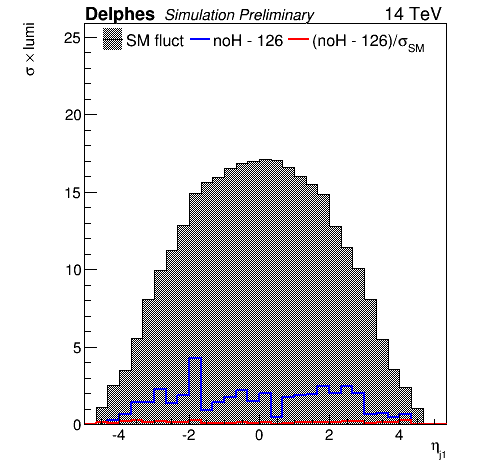 Delphes Simulation Preliminary 14 TeV
SM fluct noH - 126 (noH - 126)/σSM
σ × lumi
25
20
15
10
5
0
-4 -2 0 2 4
ηj1